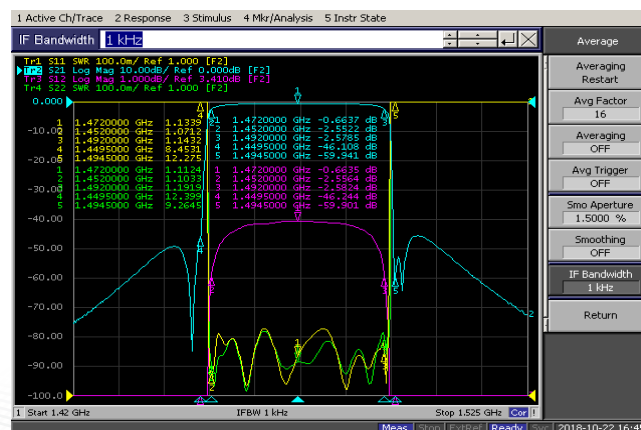 1 Active Ch/Trace 2 Response 3 Stimulus 4 Mkr/Analysis 5 Instr State
IF Bandwidth 1 kHz
Tr1 S11 SWR 100.0m/ Ref 1.000 [F2]
Tr2 S21 Log Mag 10.00dB/ Ref 0.000dB [F2]
Tr3 S12 Log Mag 1.000dB/ Ref 3.410dB [F2]
Tr4 S22 SWR 100.0m/ Ref 1.000 [F2]
0.000
-10.00
-20.00
-30.00
-40.00
-50.00
-60.00
-70.00
-80.00
-90.00
-100.0
1 1.4720000 GHz 1.1339
2 1.4520000 GHz 1.0712
3 1.4920000 GHz 1.1432
4 1.4495000 GHz 8.4531
5 1.4945000 GHz 12.275
1 1.4720000 GHz 1.1124
2 1.4520000 GHz 1.1033
3 1.4920000 GHz 1.1919
4 1.4495000 GHz 12.399
5 1.4945000 GHz 9.2645
1 1.4720000 GHz -0.6637 dB
2 1.4520000 GHz -2.5522 dB
3 1.4920000 GHz -2.5785 dB
4 1.4495000 GHz -46.108 dB
5 1.4945000 GHz -59.941 dB
1 1.4720000 GHz -0.6635 dB
2 1.4520000 GHz -2.5564 dB
3 1.4920000 GHz -2.5824 dB
4 1.4495000 GHz -46.244 dB
5 1.4945000 GHz -59.901 dB
1 Start 1.42 GHz IFBW 1 kHz Stop 1.525 GHz Cor !
Average
Averaging
Restart
Avg Factor
16
Averaging
OFF
Avg Trigger
OFF
Smo Aperture
1.5000 %
Smoothing
OFF
IF Bandwidth
1 kHz
Return
Meas Stop ExtRef Ready Svc 2018-10-22 16:4